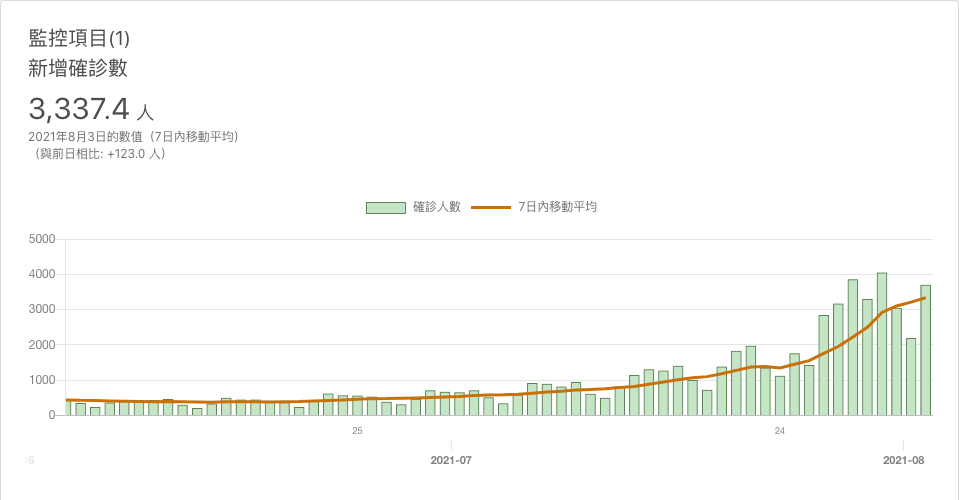 監控項目(1)
新增確診數
3,337.4 人
2021年8月3日的數值（7日內移動平均）
（與前日相比: +123.0 人）
確診人數 7日內移動平均
5000
4000
3000
2000
1000
0
25 24
6 2021-07 2021-08